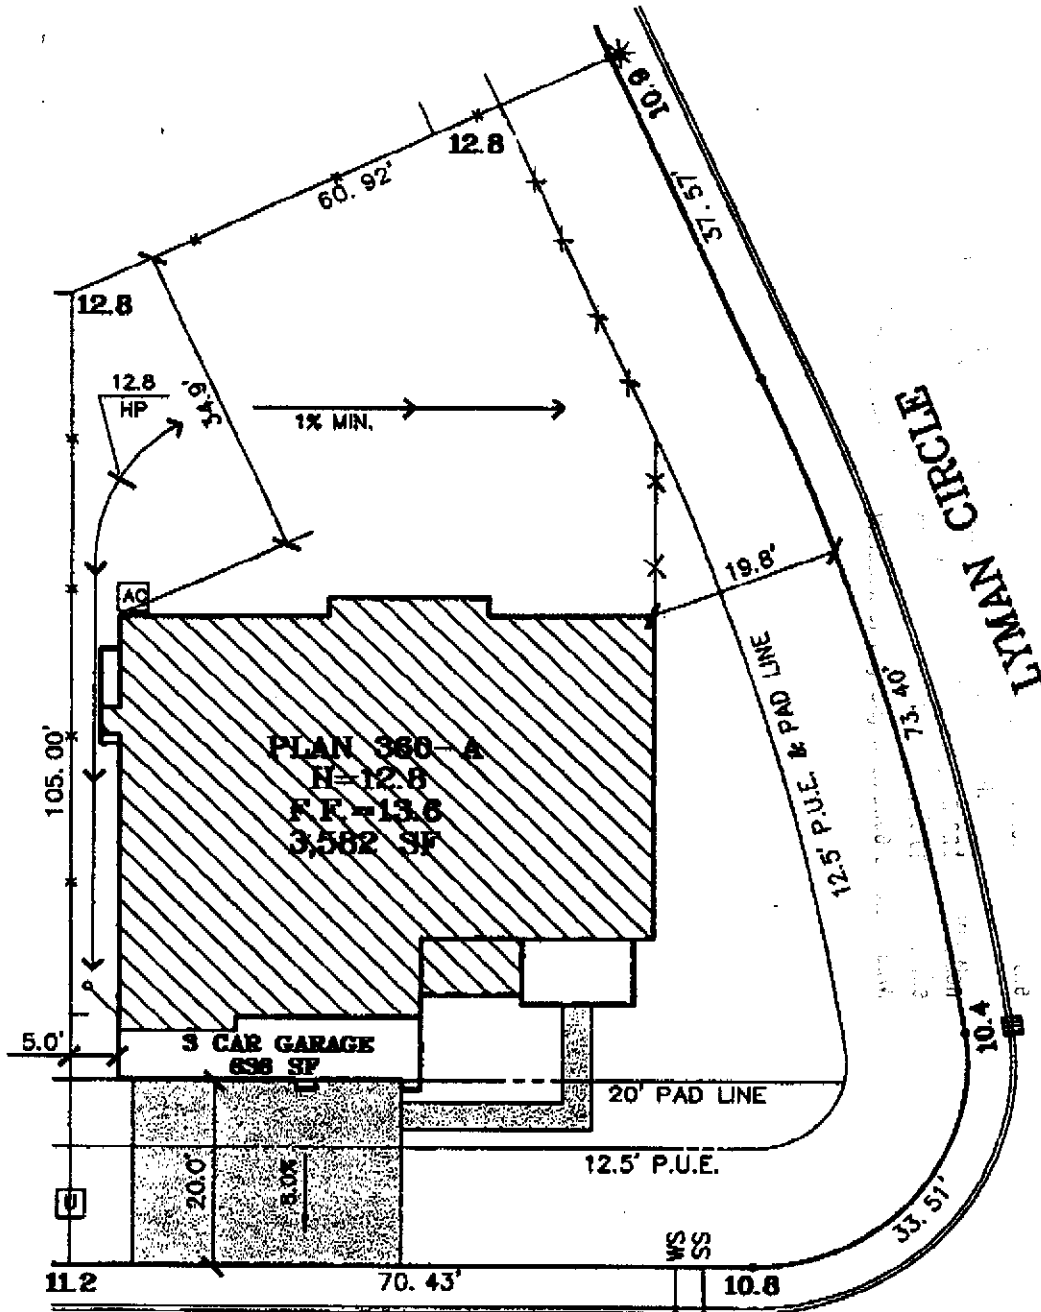 10.9
12.8
60.92'
37.57'
12.8
12.8
HP
34.9'
1% MIN.
LYMAN CIRCLE
AC
19.8'
12.5' P.U.E. & PAD LINE
73.40'
105.00'
PLAN 360-A
H=12.8
F.F.=13.6
3,582 SF
10.4
5.0'
3 CAR GARAGE
636 SF
20' PAD LINE
12.5' P.U.E.
20.0'
U
33.51'
WS
SS
11.2
70.43'
10.8